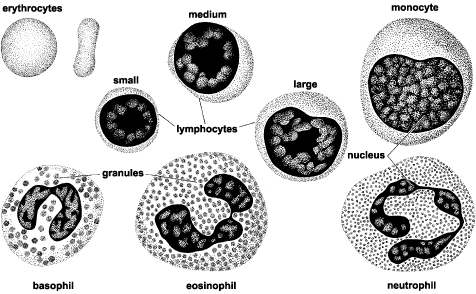 erythrocytes
medium
monocyte
small
large
lymphocytes
nucleus
granules
basophil
eosinophil
neutrophil